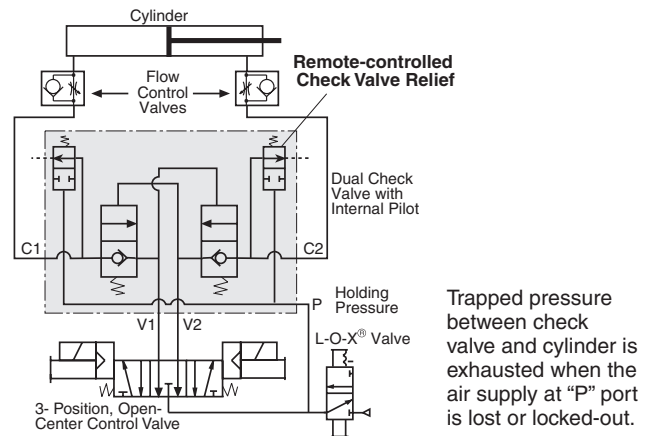 Cylinder
Flow
Control
Valves
Remote-controlled
Check Valve Relief
Dual Check
Valve with
Internal Pilot
C1
C2
P
Holding
Pressure
V1
V2
L-O-X® Valve
3- Position, Open-
Center Control Valve
Trapped pressure
between check
valve and cylinder is
exhausted when the
air supply at “P” port
is lost or locked-out.